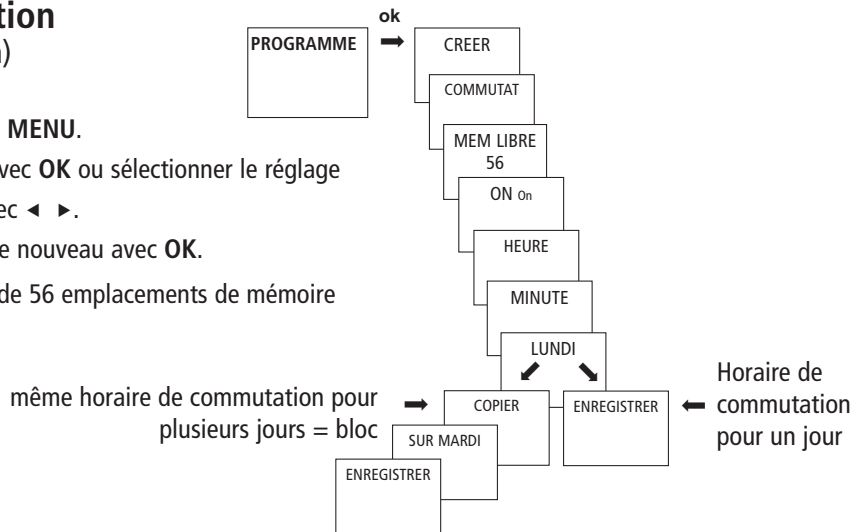 tion
)
ok
PROGRAMME
CREER
COMMUTAT
MEM LIBRE
56
ON On
HEURE
MINUTE
LUNDI
MENU.
vec OK ou sélectionner le réglage
ec ◄ ►.
e nouveau avec OK.
de 56 emplacements de mémoire
même horaire de commutation pour
plusieurs jours = bloc
COPIER
SUR MARDI
ENREGISTRER
ENREGISTRER
Horaire de
commutation
pour un jour